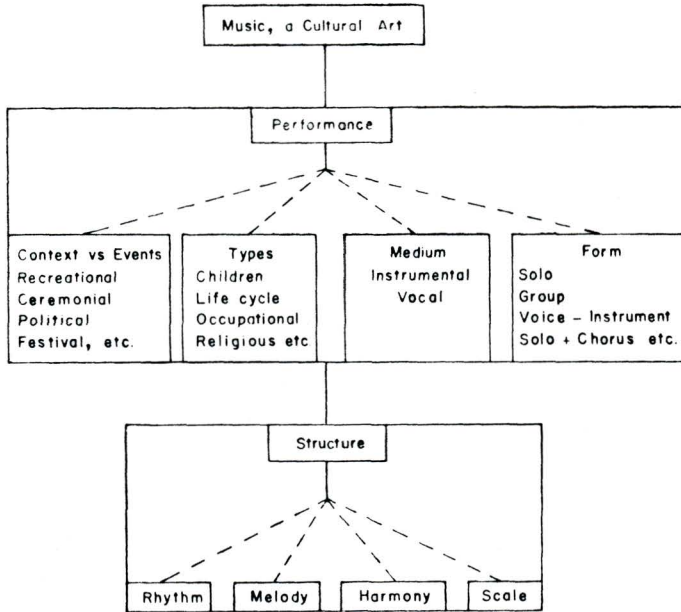 Music, a Cultural Art
Performance
Context vs Events
Recreational
Ceremonial
Political
Festival, etc.
Types
Children
Life cycle
Occupational
Religious etc
Medium
Instrumental
Vocal
Form
Solo
Group
Voice – Instrument
Solo + Chorus etc.
Structure
Rhythm
Melody
Harmony
Scale